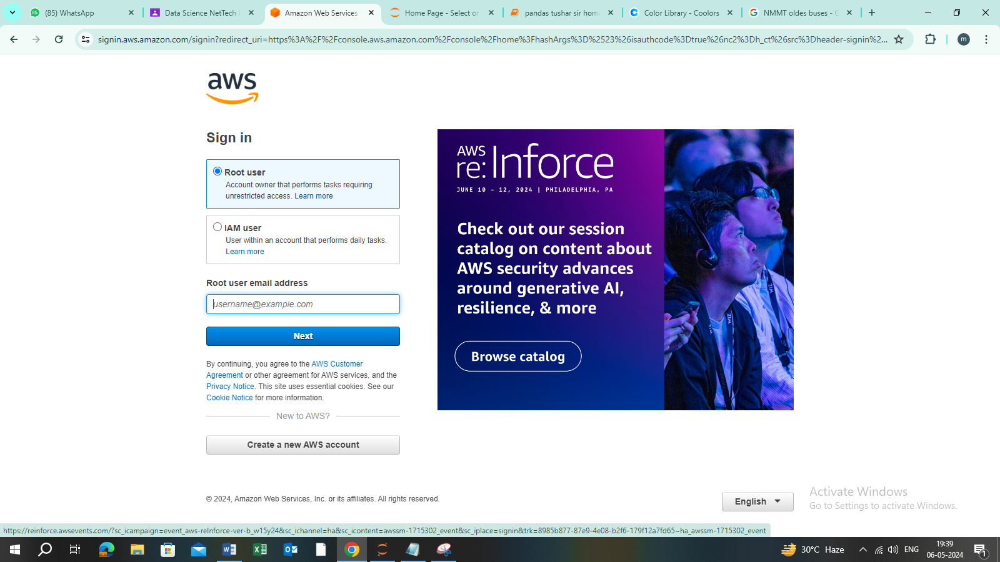 85
(85) WhatsApp
Data Science NetTech
Amazon Web Services
Home Page - Select or
pandas tushar sir hom
Color Library - Coolors
NMMT oldes buses - G
signin.aws.amazon.com/signin?redirect_uri=https%3A%2F%2Fconsole.aws.amazon.com%2Fconsole%2Fhome%3FhashArgs%3D%2523%26isauthcode%3Dtrue%26nc2%3Dh_ct%26src%3Dheader-signin%2...
m
aws
Sign in
Root user
Account owner that performs tasks requiring
unrestricted access. Learn more
IAM user
User within an account that performs daily tasks.
Learn more
Root user email address
username@example.com
Next
By continuing, you agree to the AWS Customer
Agreement or other agreement for AWS services, and the
Privacy Notice. This site uses essential cookies. See our
Cookie Notice for more information.
New to AWS?
Create a new AWS account
AWS
re:Inforce
JUNE 10 – 12, 2024 | PHILADELPHIA, PA
Check out our session
catalog on content about
AWS security advances
around generative AI,
resilience, & more
Browse catalog
WIZ
WIZ
© 2024, Amazon Web Services, Inc. or its affiliates. All rights reserved.
English
Activate Windows
Go to Settings to activate Windows.
https://reinforce.awsevents.com/?sc_icampaign=event_aws-reInforce-ver-b_w15y24&sc_ichannel=ha&sc_icontent=awssm-1715302_event&sc_iplace=signin&trk=8985b877-87e9-4e08-b2f6-179f12a7fd65~ha_awssm-1715302_event
30°C Haze
ENG
19:39
06-05-2024
1